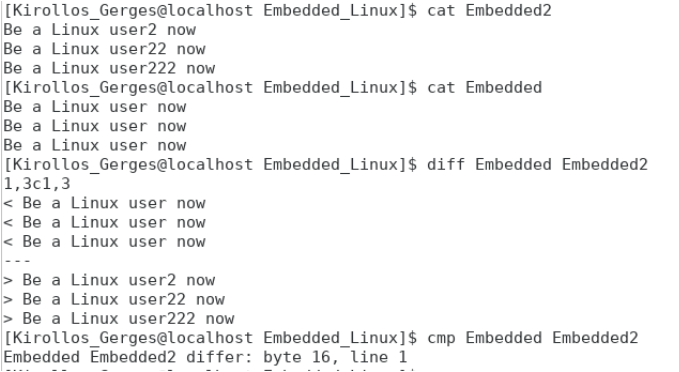 [Kirollos_Gerges@localhost Embedded_Linux]$ cat Embedded2
Be a Linux user2 now
Be a Linux user22 now
Be a Linux user222 now
[Kirollos_Gerges@localhost Embedded_Linux]$ cat Embedded
Be a Linux user now
Be a Linux user now
Be a Linux user now
[Kirollos_Gerges@localhost Embedded_Linux]$ diff Embedded Embedded2
1,3c1,3
< Be a Linux user now
< Be a Linux user now
< Be a Linux user now
---
> Be a Linux user2 now
> Be a Linux user22 now
> Be a Linux user222 now
[Kirollos_Gerges@localhost Embedded_Linux]$ cmp Embedded Embedded2
Embedded Embedded2 differ: byte 16, line 1